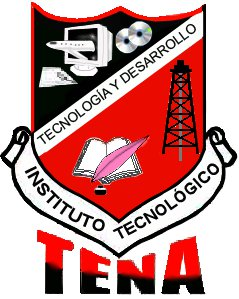 TECNOLOGÍA Y DESARROLLO
INSTITUTO TECNOLÓGICO
TENA